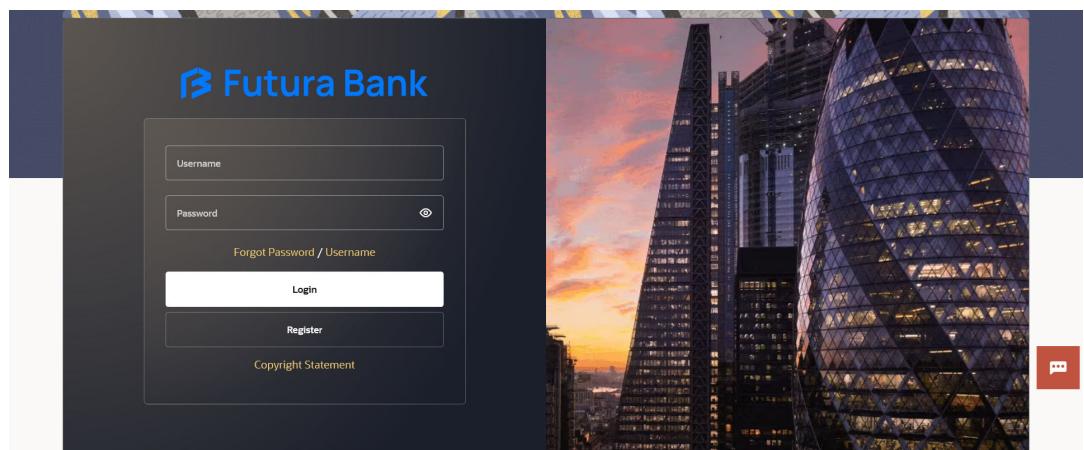 Futura Bank
Username
Password
Forgot Password / Username
Login
Register
Copyright Statement